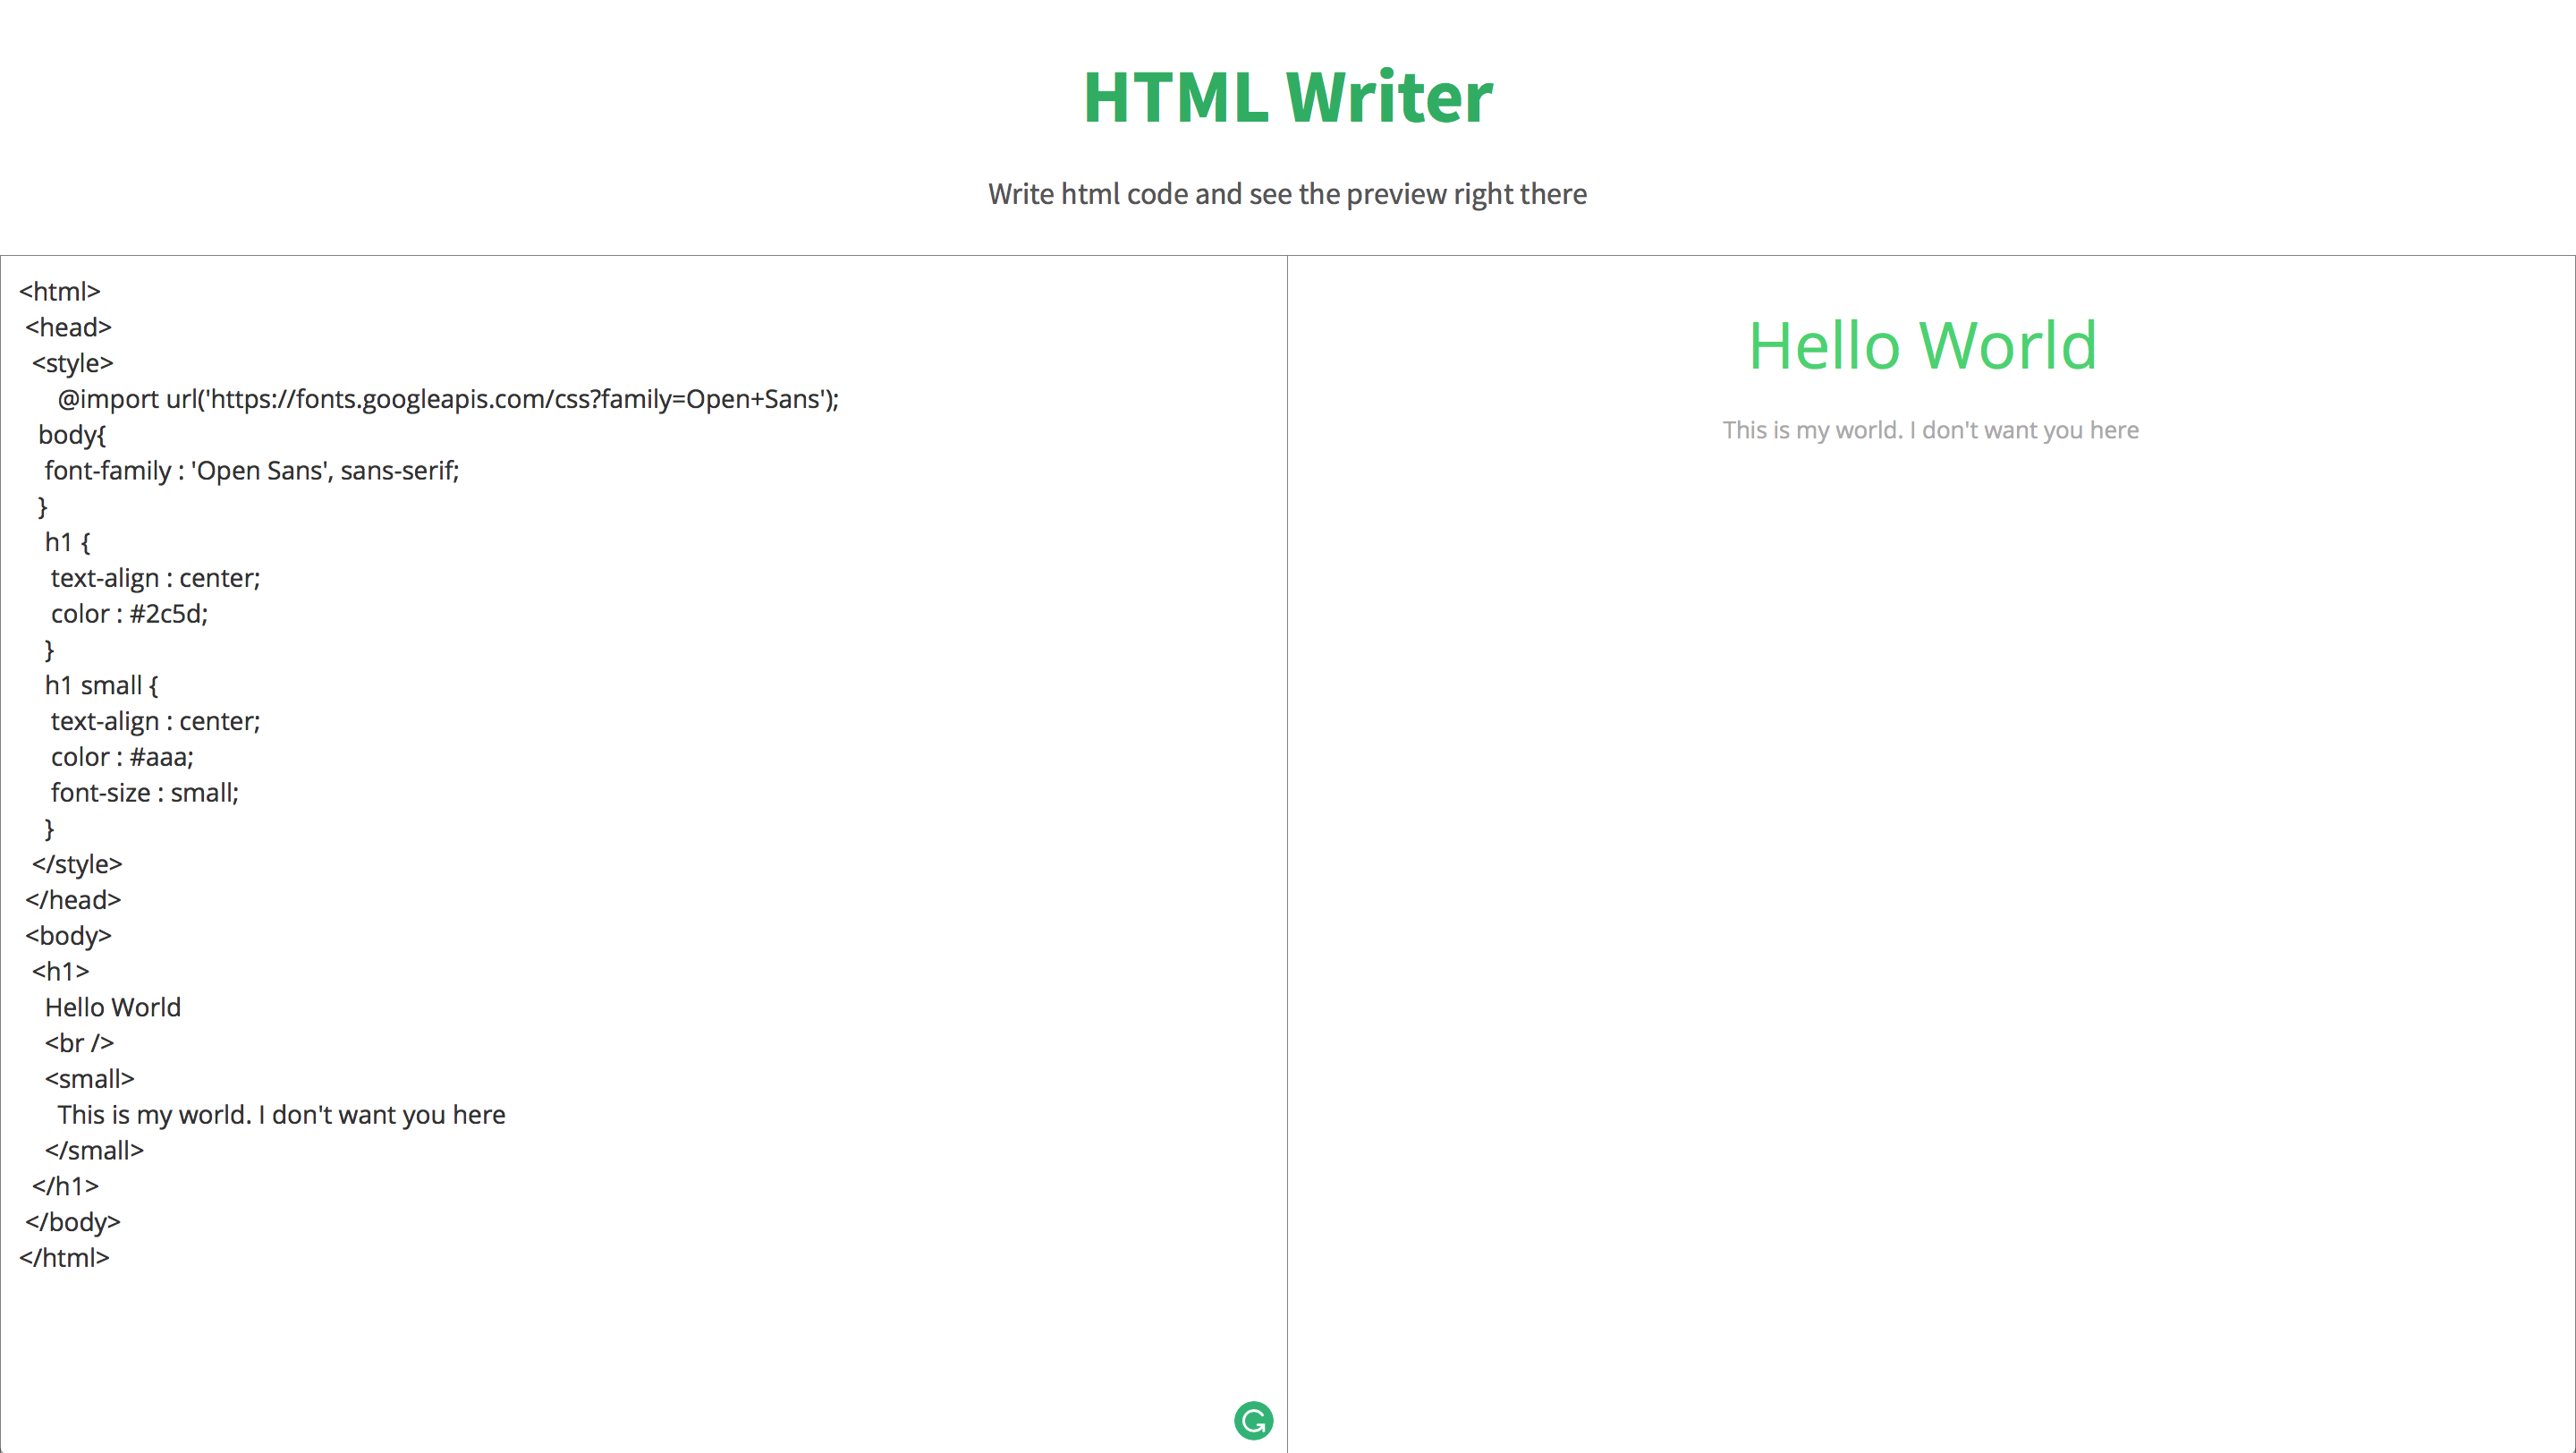 HTML Writer
Write html code and see the preview right there
<html>
<head>
<style>
@import url('https://fonts.googleapis.com/css?family=Open+Sans');
body{
font-family : 'Open Sans', sans-serif;
}
h1 {
text-align : center;
color : #2c5d;
}
h1 small {
text-align : center;
color : #aaa;
font-size : small;
}
</style>
</head>
<body>
<h1>
Hello World
<br />
<small>
This is my world. I don't want you here
</small>
</h1>
</body>
</html>
Hello World
This is my world. I don't want you here